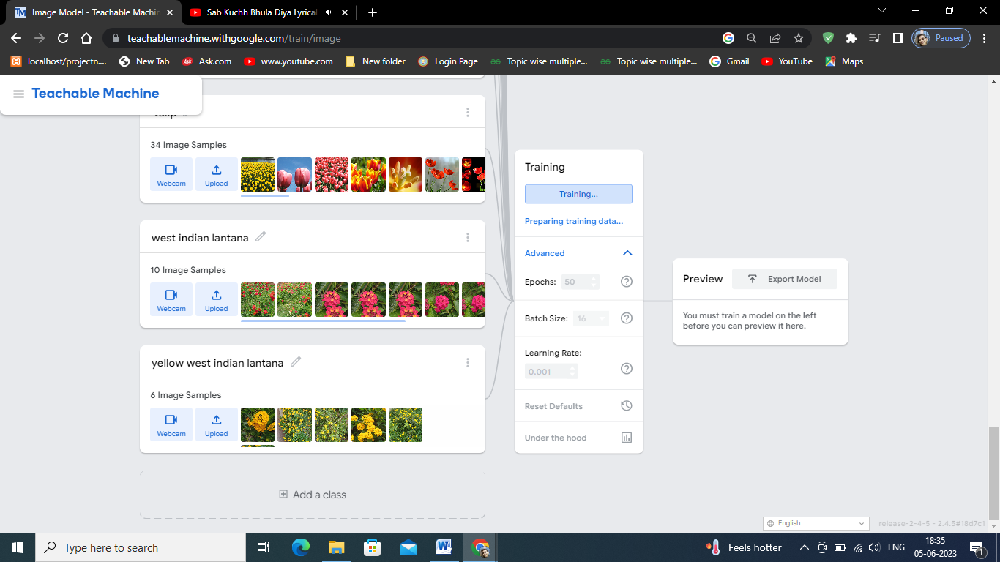 Image Model - Teachable Machin
Sab Kuchh Bhula Diya Lyrical
teachablemachine.withgoogle.com/train/image
Paused
localhost/projectn....
New Tab
Ask.com
www.youtube.com
New folder
Login Page
Topic wise multiple...
Topic wise multiple...
Gmail
YouTube
Maps
Teachable Machine
tulip
34 Image Samples
Webcam
Upload
west indian lantana
10 Image Samples
Webcam
Upload
yellow west indian lantana
6 Image Samples
Webcam
Upload
Add a class
Training
Training...
Preparing training data...
Advanced
Epochs: 50
Batch Size: 16
Learning Rate:
0.001
Reset Defaults
Under the hood
Preview
Export Model
You must train a model on the left
before you can preview it here.
English
release-2-4-5 - 2.4.5#18d7c1
Type here to search
Feels hotter
ENG
18:35
05-06-2023
1